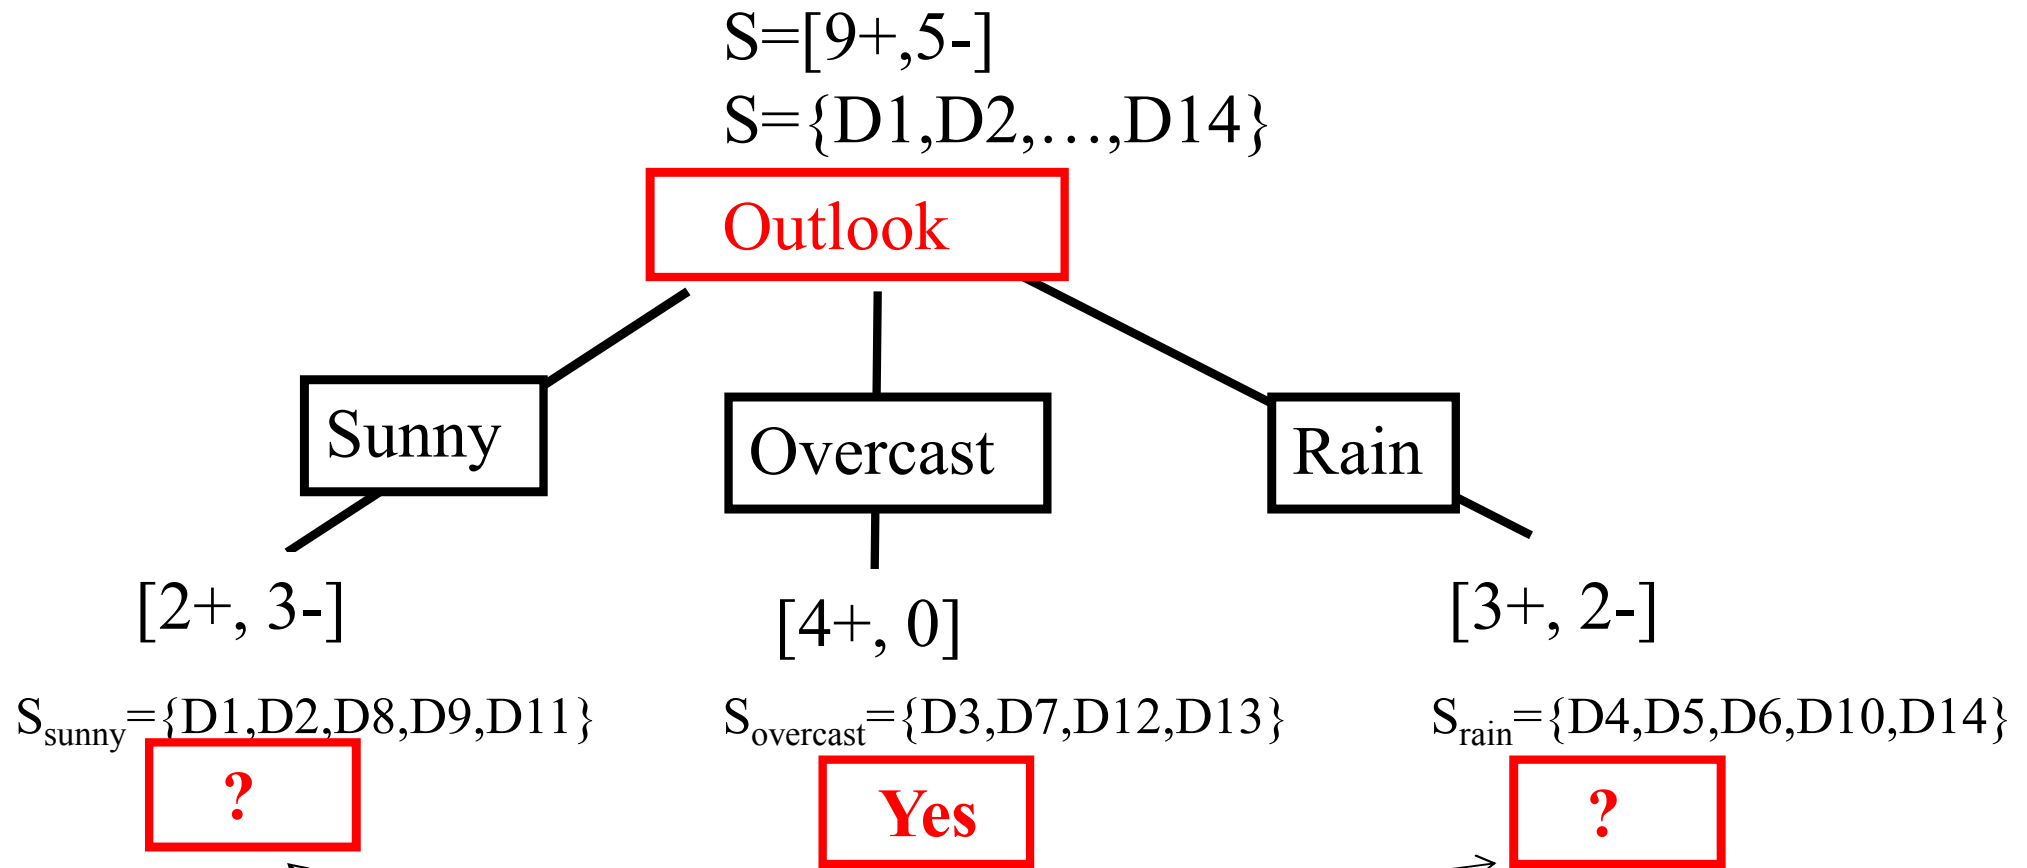 S=[9+,5-]
S={D1,D2,…,D14}
Outlook
Sunny
Overcast
Rain
[2+, 3-]
[4+, 0]
[3+, 2-]
Ssunny={D1,D2,D8,D9,D11}
Sovercast={D3,D7,D12,D13}
Srain={D4,D5,D6,D10,D14}
?
Yes
?